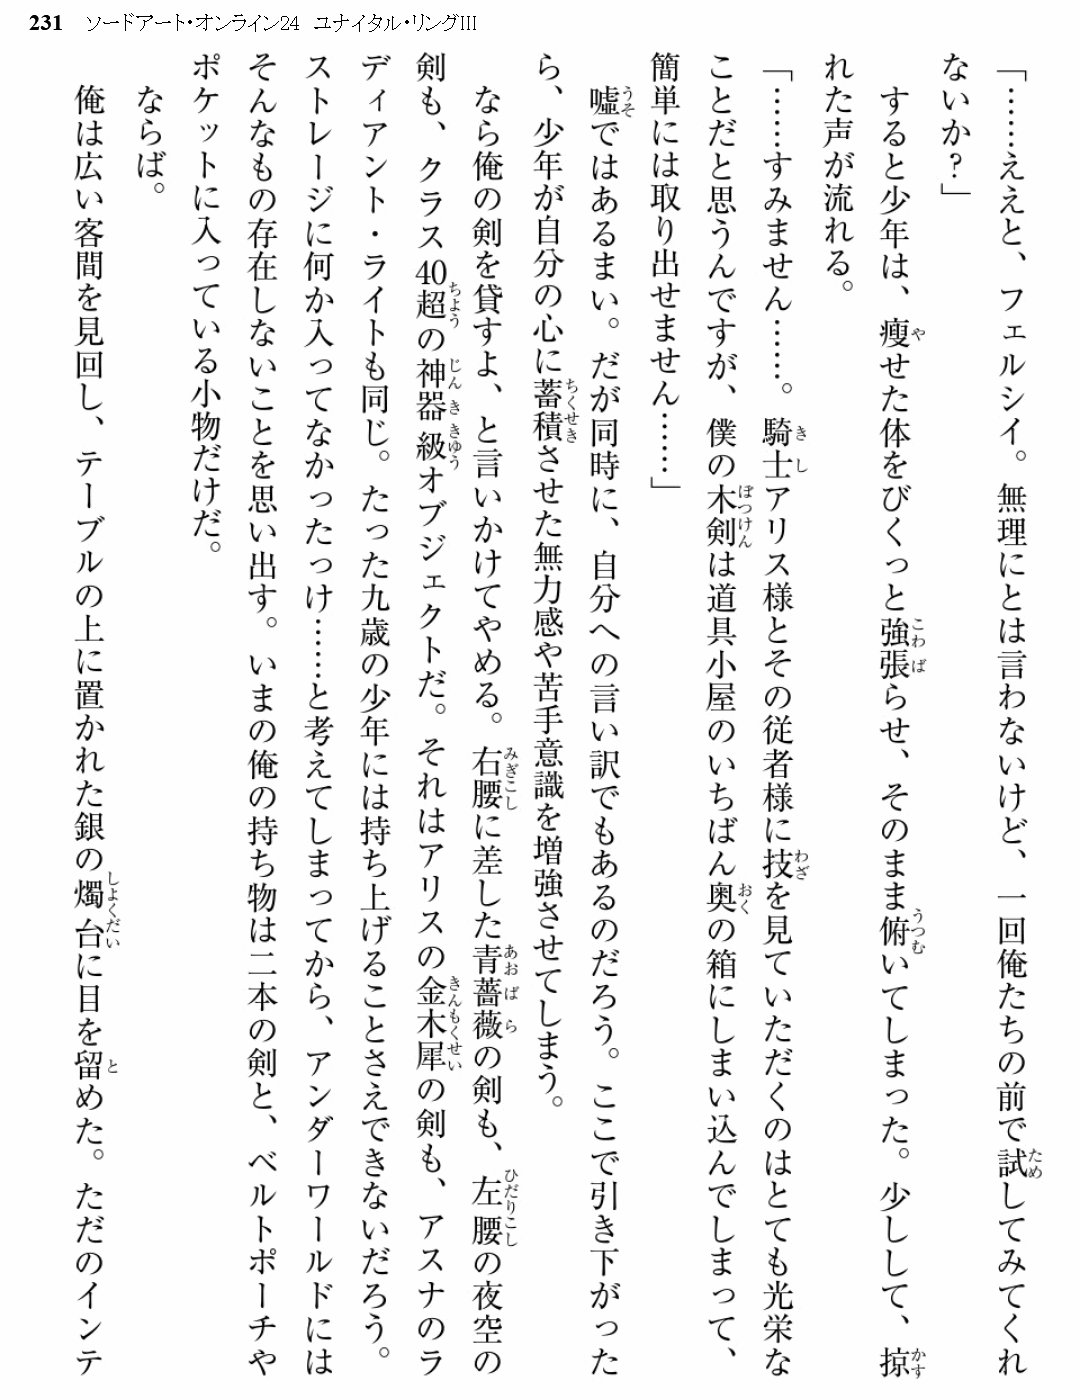 231 ソードアート・オンライン24 ユナイタル・リングIII
「……ええと、フェルシイ。無理にとは言わないけど、一回俺たちの前で試してみてくれ
ないか？」
すると少年は、痩せた体をびくっと強張らせ、そのまま俯いてしまった。少しして、掠
れた声が流れる。
「……すみません……。騎士アリス様とその従者様に技を見ていただくのはとても光栄な
ことだと思うんですが、僕の木剣は道具小屋のいちばん奥の箱にしまい込んでしまって、
簡単には取り出せません……」
嘘ではあるまい。だが同時に、自分への言い訳でもあるのだろう。ここで引き下がった
ら、少年が自分の心に蓄積させた無力感や苦手意識を増強させてしまう。
なら俺の剣を貸すよ、と言いかけてやめる。右腰に差した青薔薇の剣も、左腰の夜空の
剣も、クラス40超の神器級オブジェクトだ。それはアリスの金木犀の剣も、アスナのラ
ディアント・ライトも同じ。たった九歳の少年には持ち上げることさえできないだろう。
ストレージに何か入ってなかったっけ……と考えてしまってから、アンダーワールドには
そんなもの存在しないことを思い出す。いまの俺の持ち物は二本の剣と、ベルトポーチや
ポケットに入っている小物だけだ。
ならば。
俺は広い客間を見回し、テーブルの上に置かれた銀の燭台に目を留めた。ただのインテ